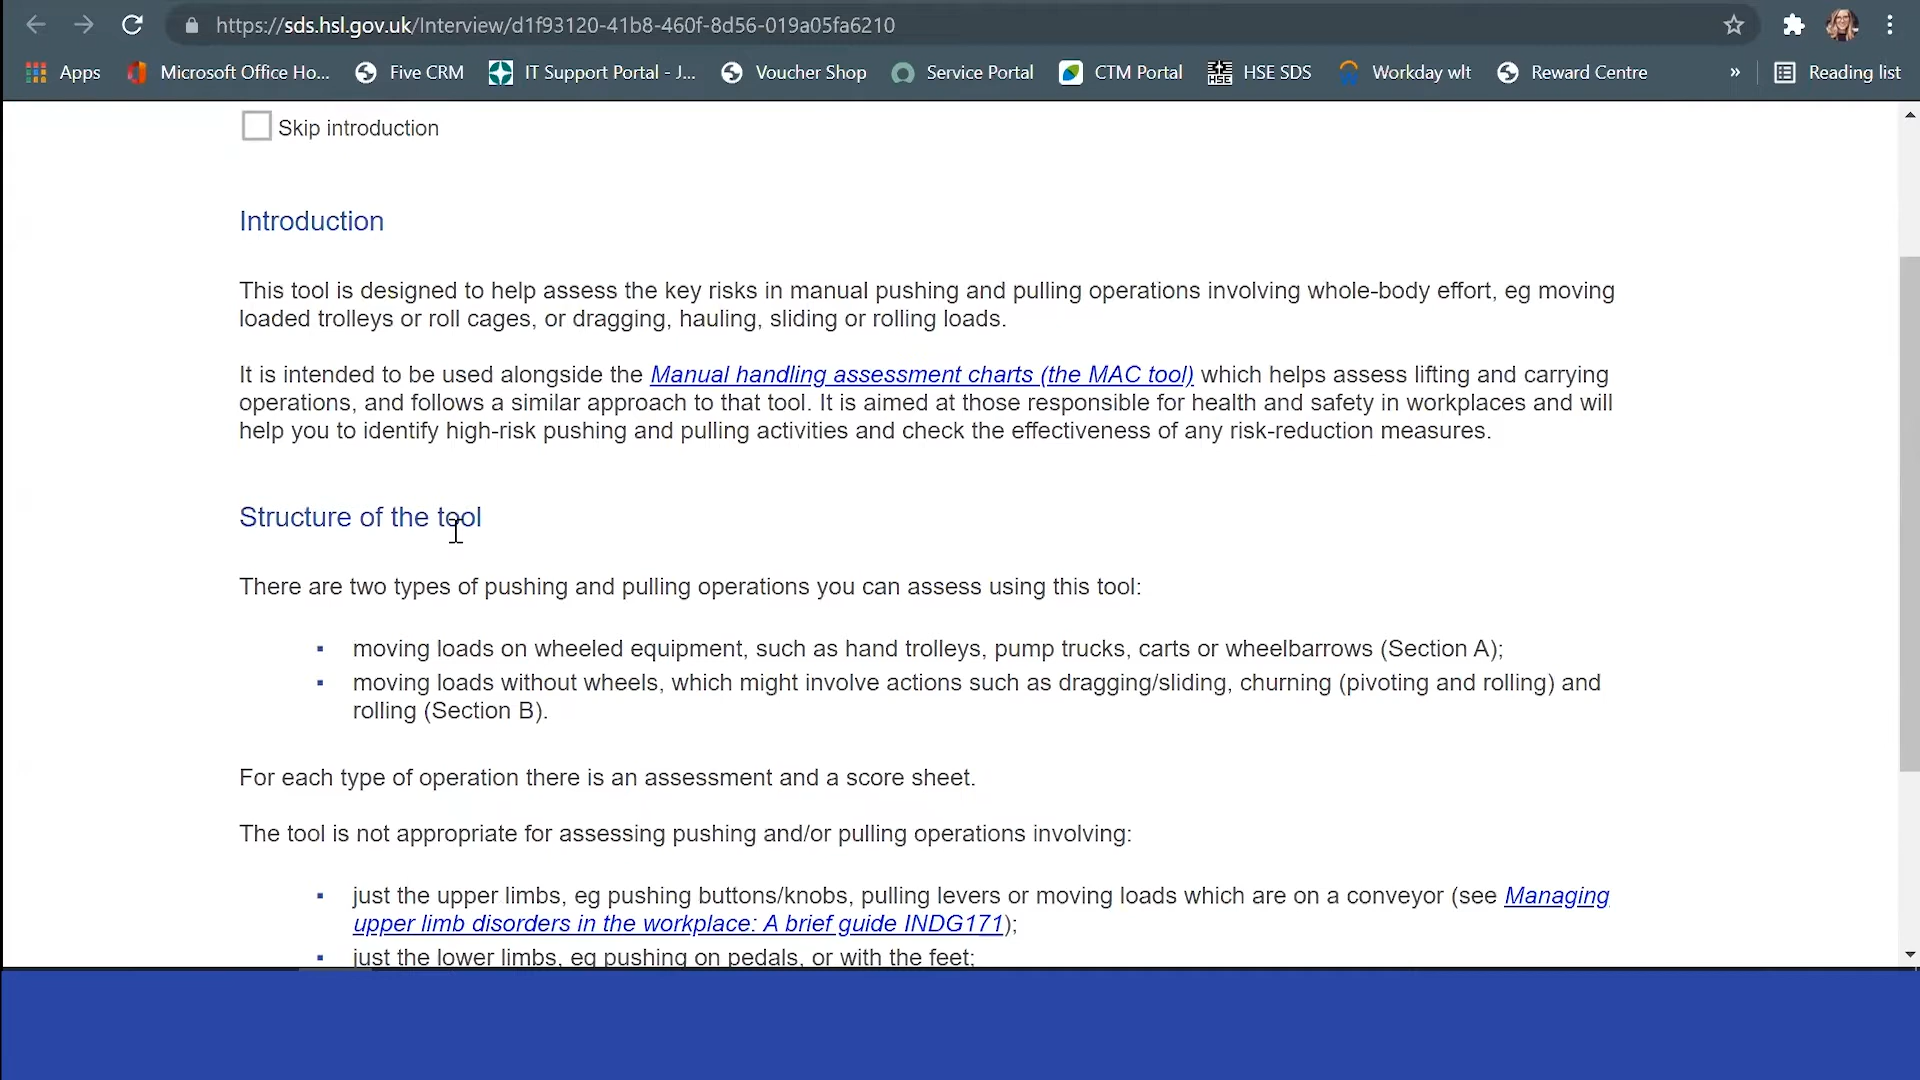 https://sds.hsl.gov.uk/Interview/d1f93120-41b8-460f-8d56-019a05fa6210
Apps Microsoft Office Ho... Five CRM IT Support Portal - J... Voucher Shop Service Portal CTM Portal HSE HSE SDS Workday wlt Reward Centre » Reading list
Skip introduction
Introduction
This tool is designed to help assess the key risks in manual pushing and pulling operations involving whole-body effort, eg moving
loaded trolleys or roll cages, or dragging, hauling, sliding or rolling loads.
It is intended to be used alongside the Manual handling assessment charts (the MAC tool) which helps assess lifting and carrying
operations, and follows a similar approach to that tool. It is aimed at those responsible for health and safety in workplaces and will
help you to identify high-risk pushing and pulling activities and check the effectiveness of any risk-reduction measures.
Structure of the tool
There are two types of pushing and pulling operations you can assess using this tool:
▪ moving loads on wheeled equipment, such as hand trolleys, pump trucks, carts or wheelbarrows (Section A);
▪ moving loads without wheels, which might involve actions such as dragging/sliding, churning (pivoting and rolling) and
rolling (Section B).
For each type of operation there is an assessment and a score sheet.
The tool is not appropriate for assessing pushing and/or pulling operations involving:
▪ just the upper limbs, eg pushing buttons/knobs, pulling levers or moving loads which are on a conveyor (see Managing
upper limb disorders in the workplace: A brief guide INDG171);
▪ just the lower limbs, eg pushing on pedals, or with the feet;